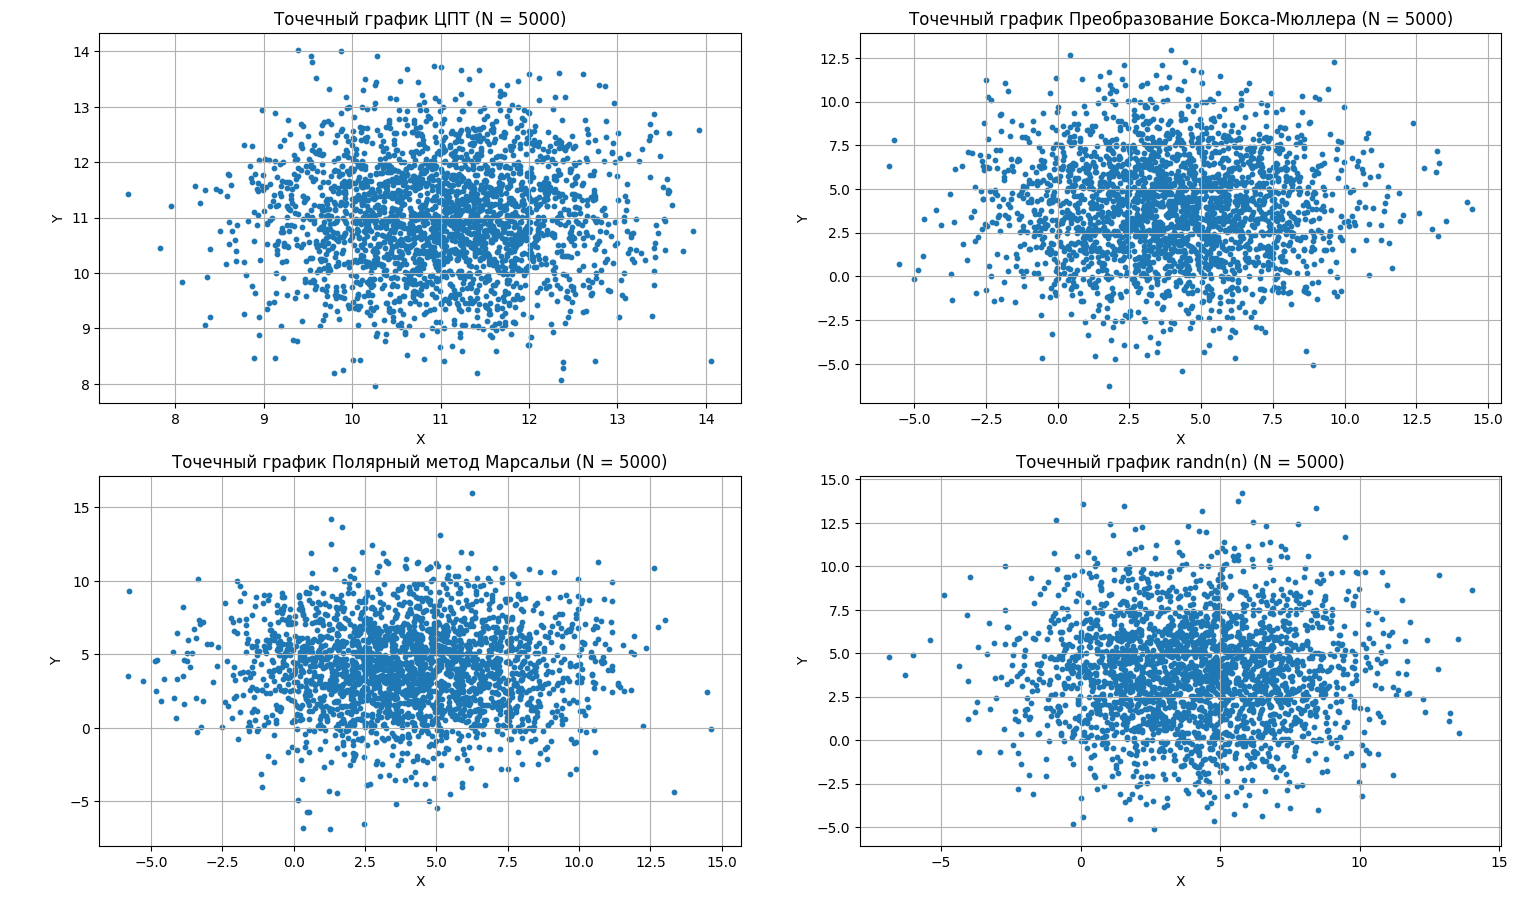 Точечный график ЦПТ (N = 5000)
14
13
12
11
10
9
8
Y
8 9 10 11 12 13 14
X
Точечный график Преобразование Бокса-Мюллера (N = 5000)
12.5
10.0
7.5
5.0
2.5
0.0
−2.5
−5.0
Y
−5.0 −2.5 0.0 2.5 5.0 7.5 10.0 12.5 15.0
X
Точечный график Полярный метод Марсальи (N = 5000)
15
10
5
0
−5
Y
−5.0 −2.5 0.0 2.5 5.0 7.5 10.0 12.5 15.0
X
Точечный график randn(n) (N = 5000)
15.0
12.5
10.0
7.5
5.0
2.5
0.0
−2.5
−5.0
Y
−5 0 5 10 15
X